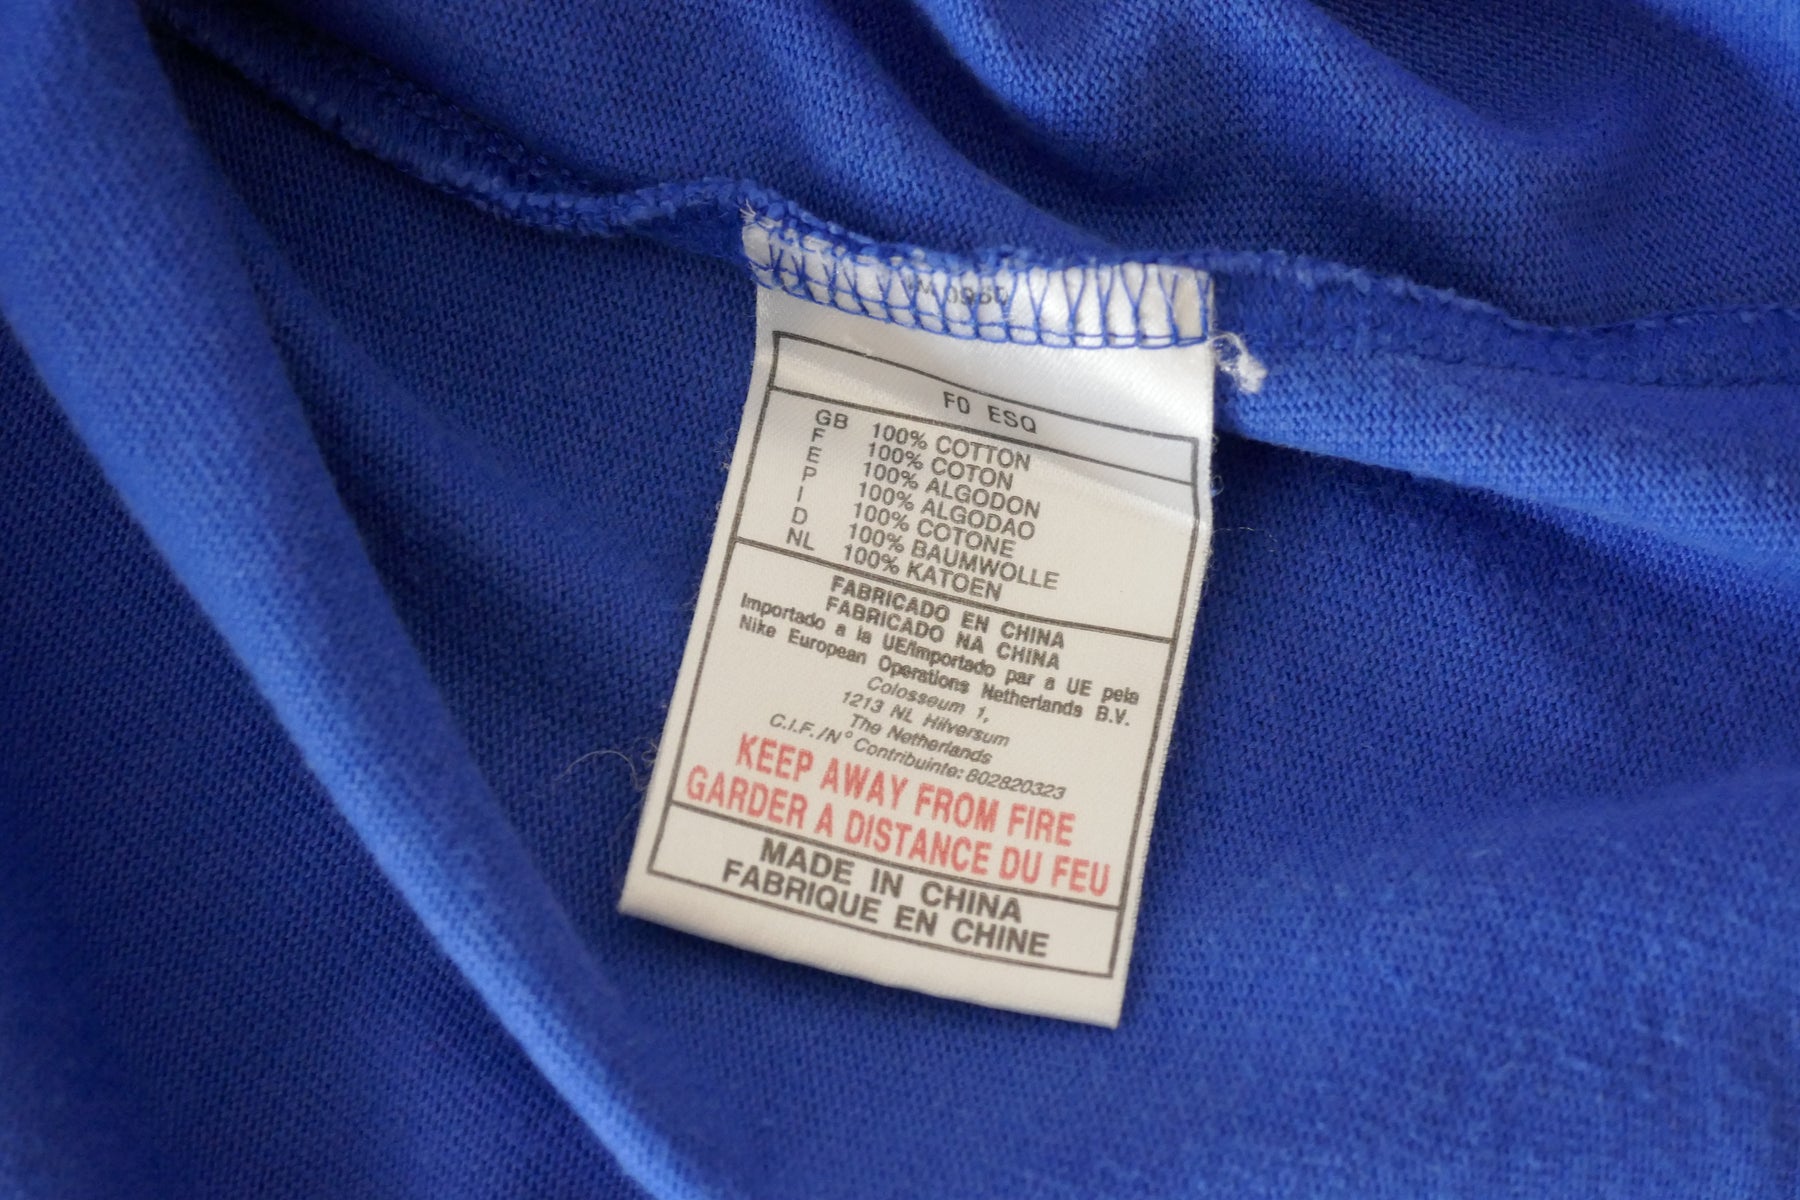 F0 ESQ
GB 100% COTTON
F 100% COTON
E 100% ALGODON
P 100% ALGODAO
I 100% COTONE
D 100% BAUMWOLLE
NL 100% KATOEN
FABRICADO EN CHINA
FABRICADO NA CHINA
Importado a la UE/Importado par a UE pela
Nike European Operations Netherlands B.V.
Colosseum 1,
1213 NL Hilversum
The Netherlands
C.I.F./N° Contribuinte: 802820323
KEEP AWAY FROM FIRE
GARDER A DISTANCE DU FEU
MADE IN CHINA
FABRIQUE EN CHINE